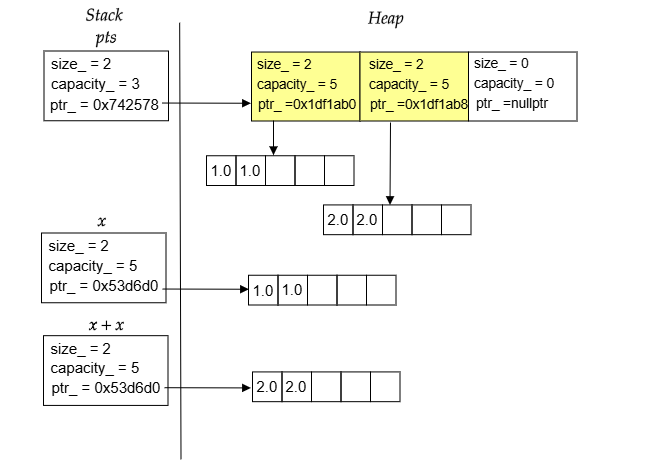 Stack
Heap
pts
size_ = 2
capacity_ = 3
ptr_ = 0x742578
size_ = 2
capacity_ = 5
ptr_ =0x1df1ab0
size_ = 2
capacity_ = 5
ptr_ =0x1df1ab8
size_ = 0
capacity_ = 0
ptr_ =nullptr
1.0 1.0
2.0 2.0
x
size_ = 2
capacity_ = 5
ptr_ = 0x53d6d0
1.0 1.0
x + x
size_ = 2
capacity_ = 5
ptr_ = 0x53d6d0
2.0 2.0